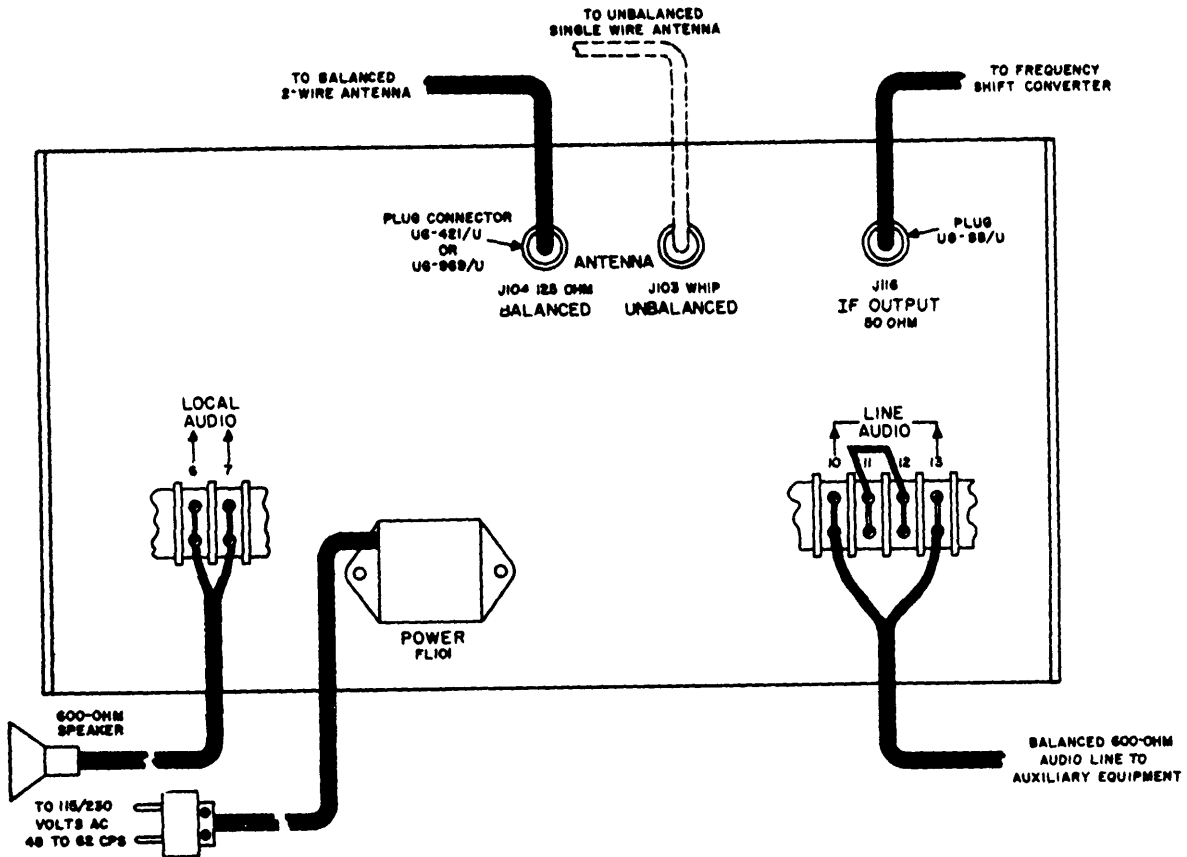 TO UNBALANCED
SINGLE WIRE ANTENNA
TO BALANCED
2-WIRE ANTENNA
TO FREQUENCY
SHIFT CONVERTER
PLUG CONNECTOR
UG-421/U
OR
UG-969/U
ANTENNA
PLUG
UG-88/U
J104 125 OHM
BALANCED
J103 WHIP
UNBALANCED
J116
IF OUTPUT
50 OHM
LOCAL
AUDIO
6 7
LINE
AUDIO
10 11 12 13
POWER
FL101
600-OHM
SPEAKER
TO 115/230
VOLTS AC
48 TO 62 CPS
BALANCED 600-OHM
AUDIO LINE TO
AUXILIARY EQUIPMENT